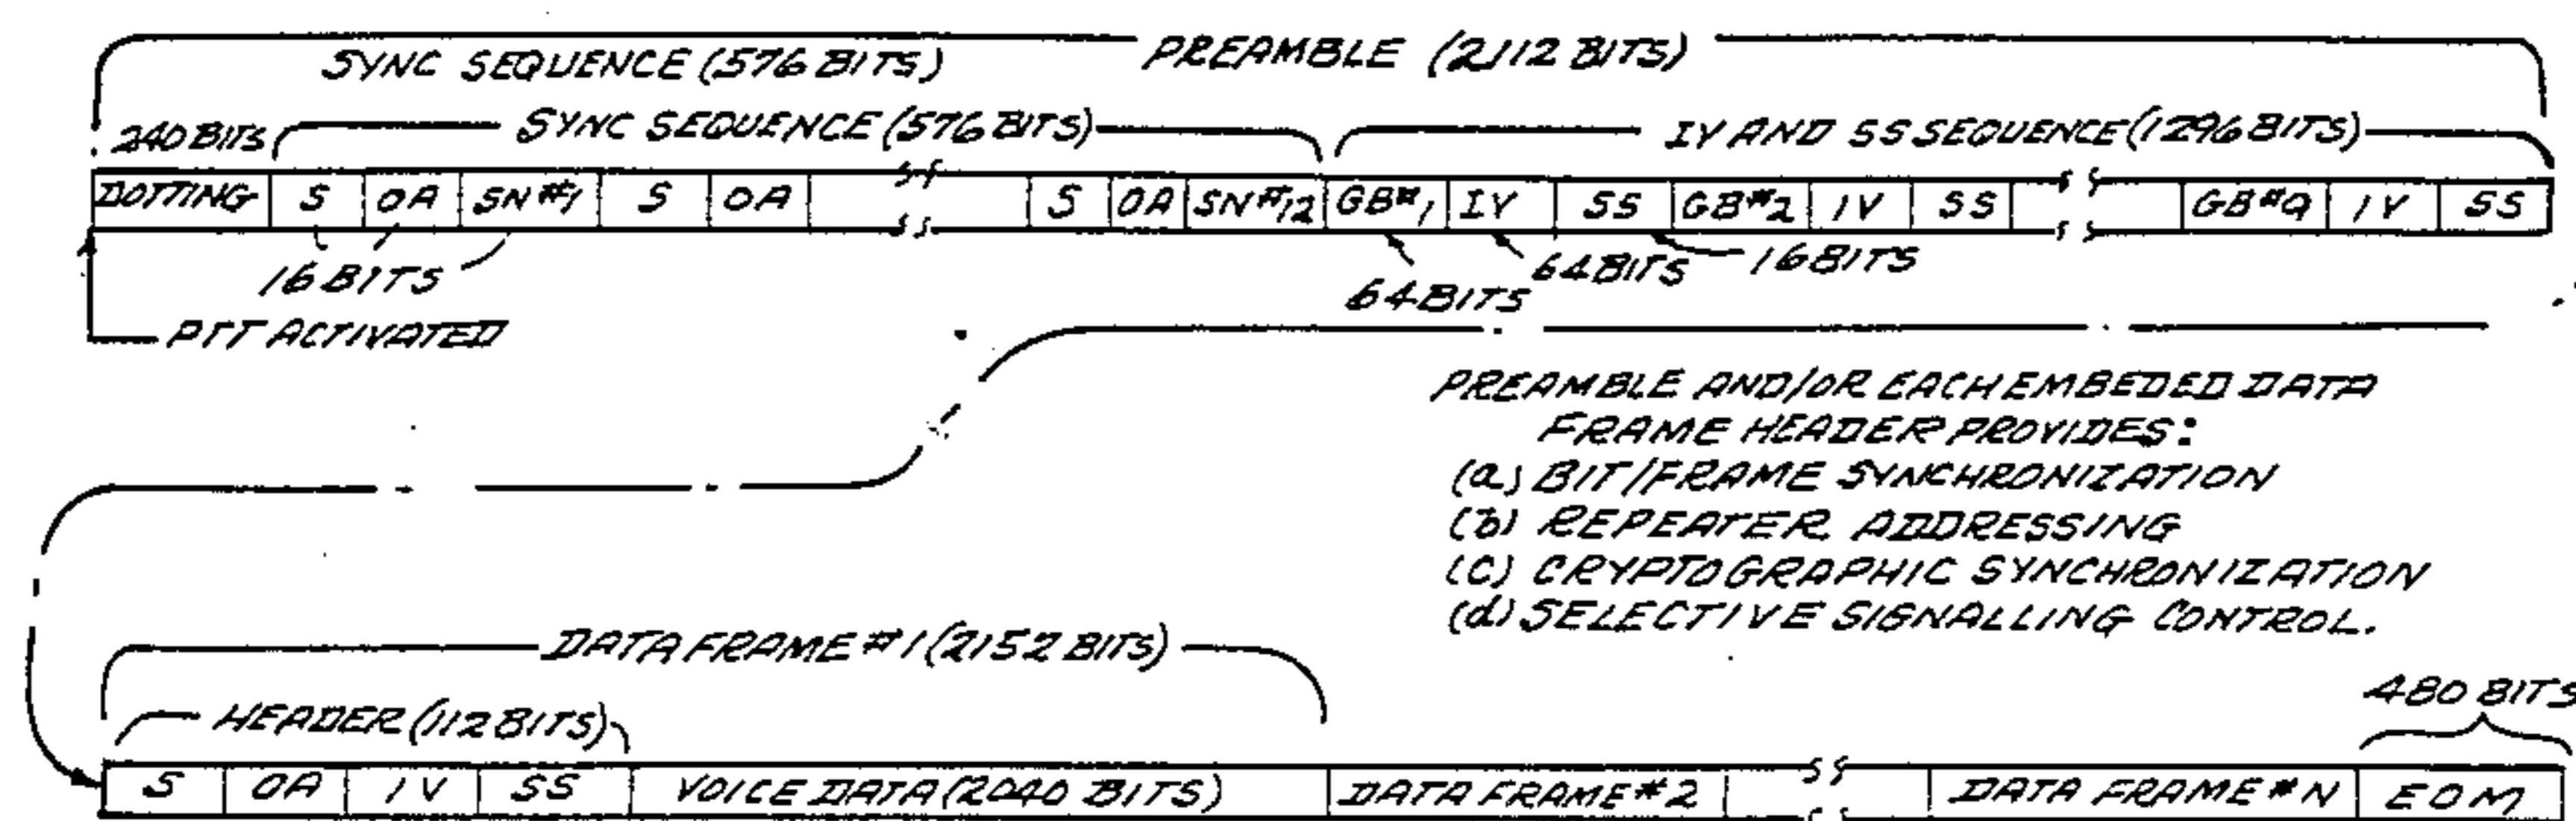 PREAMBLE (2112 BITS)
SYNC SEQUENCE (576 BITS)
240 BITS
SYNC SEQUENCE (576 BITS)
IV AND SS SEQUENCE (1296 BITS)
DOTTING S OA SN#1 S OA S OA SN#12 GB#1 IV SS GB#2 IV SS GB#9 IV SS
16 BITS
64 BITS
64 BITS
16 BITS
PTT ACTIVATED
PREAMBLE AND/OR EACH EMBEDED DATA
FRAME HEADER PROVIDES:
(a) BIT/FRAME SYNCHRONIZATION
(b) REPEATER ADDRESSING
(c) CRYPTOGRAPHIC SYNCHRONIZATION
(d) SELECTIVE SIGNALLING CONTROL.
DATA FRAME #1 (2152 BITS)
HEADER (112 BITS)
480 BITS
S OA IV SS VOICE DATA (2040 BITS) DATA FRAME #2 DATA FRAME #N EOM